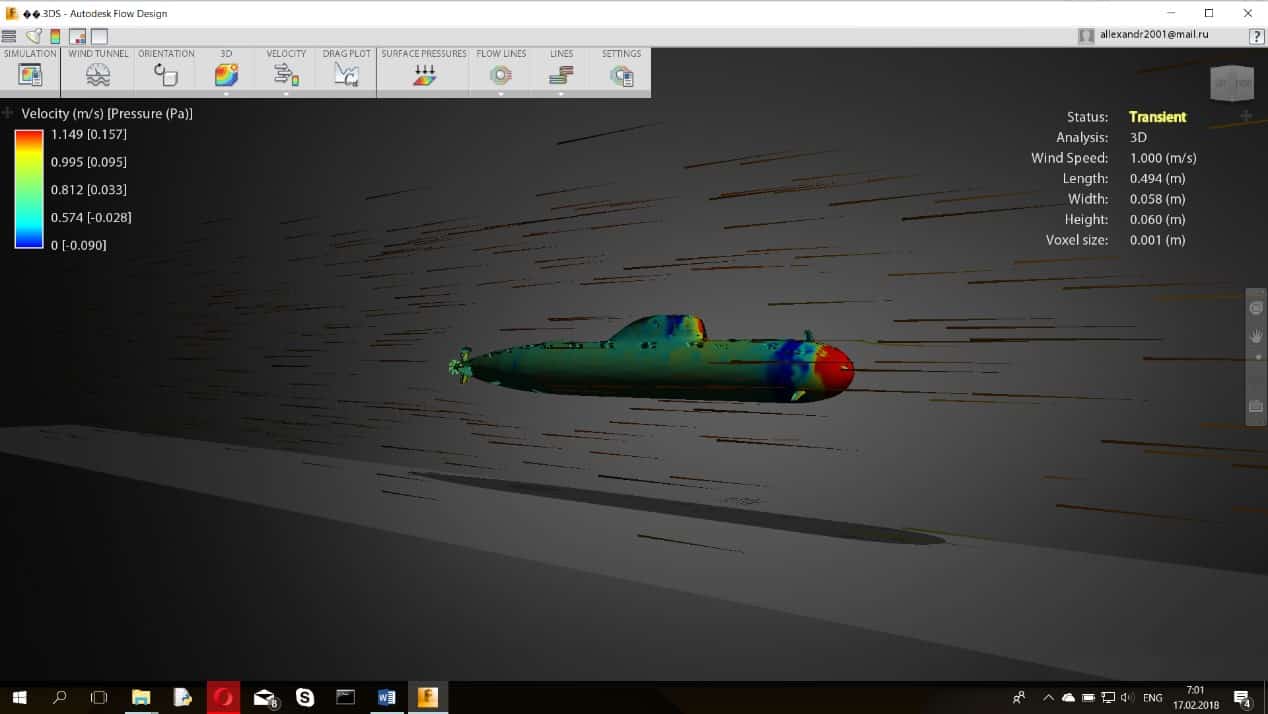 ��.3DS - Autodesk Flow Design
allexandr2001@mail.ru
?
SIMULATION WIND TUNNEL ORIENTATION 3D VELOCITY DRAG PLOT SURFACE PRESSURES FLOW LINES LINES SETTINGS
Velocity (m/s) [Pressure (Pa)]
1.149 [0.157]
0.995 [0.095]
0.812 [0.033]
0.574 [-0.028]
0 [-0.090]
Status: Transient
Analysis: 3D
Wind Speed: 1.000 (m/s)
Length: 0.494 (m)
Width: 0.058 (m)
Height: 0.060 (m)
Voxel size: 0.001 (m)
8
ENG
7:01
17.02.2018
4